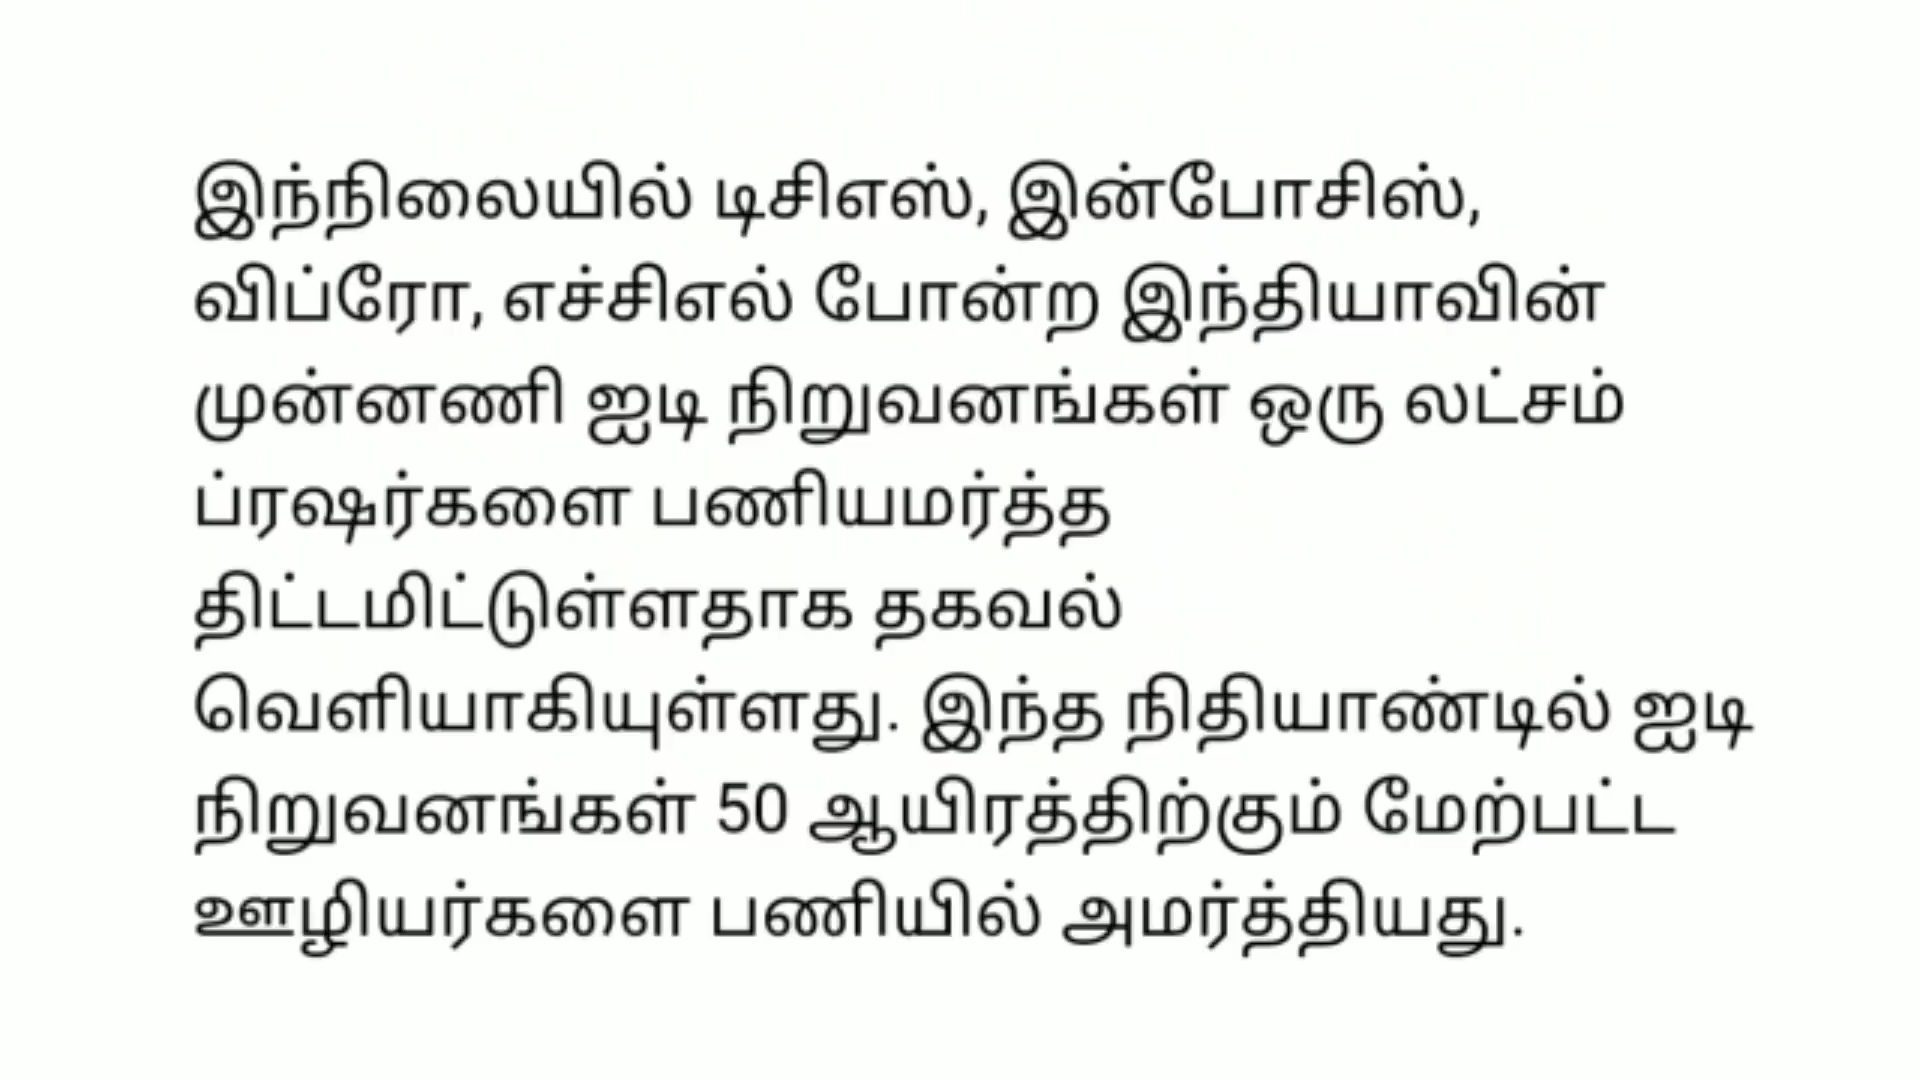 இந்நிலையில் டிசிஎஸ், இன்போசிஸ்,
விப்ரோ, எச்சிஎல் போன்ற இந்தியாவின்
முன்னணி ஐடி நிறுவனங்கள் ஒரு லட்சம்
ப்ரஷர்களை பணியமர்த்த
திட்டமிட்டுள்ளதாக தகவல்
வெளியாகியுள்ளது. இந்த நிதியாண்டில் ஐடி
நிறுவனங்கள் 50 ஆயிரத்திற்கும் மேற்பட்ட
ஊழியர்களை பணியில் அமர்த்தியது.